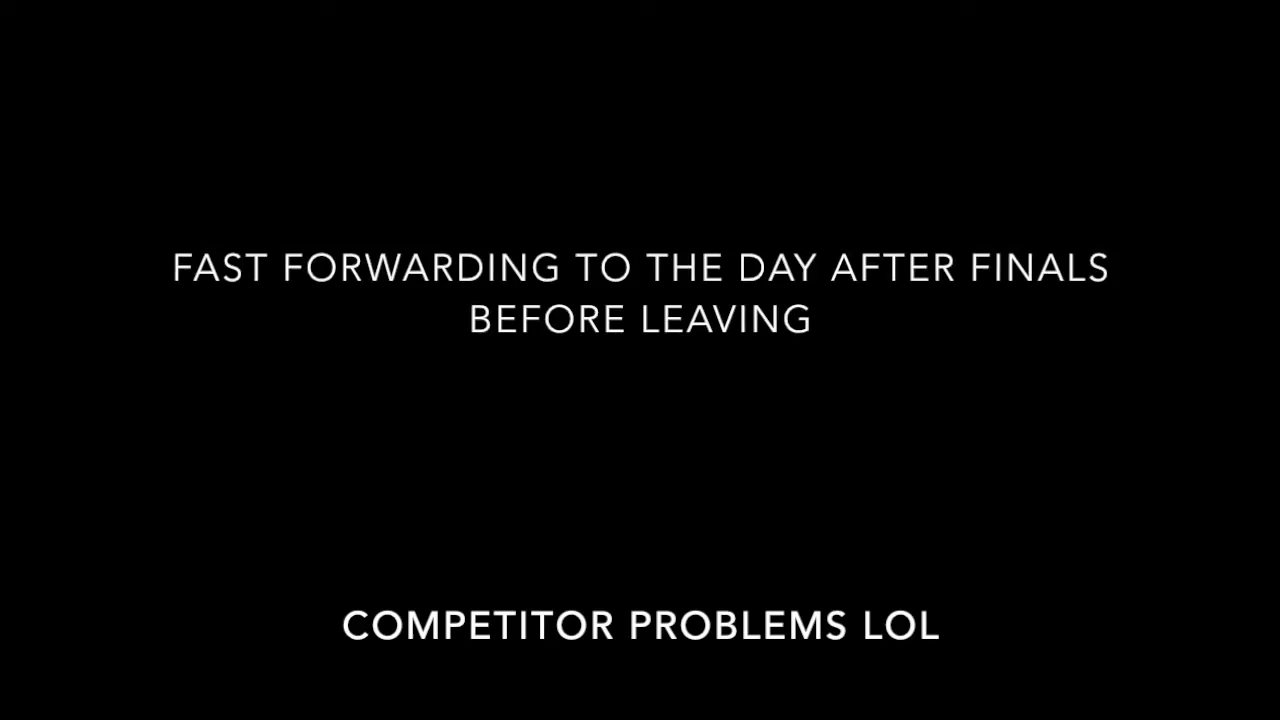 FAST FORWARDING TO THE DAY AFTER FINALS
BEFORE LEAVING
COMPETITOR PROBLEMS LOL